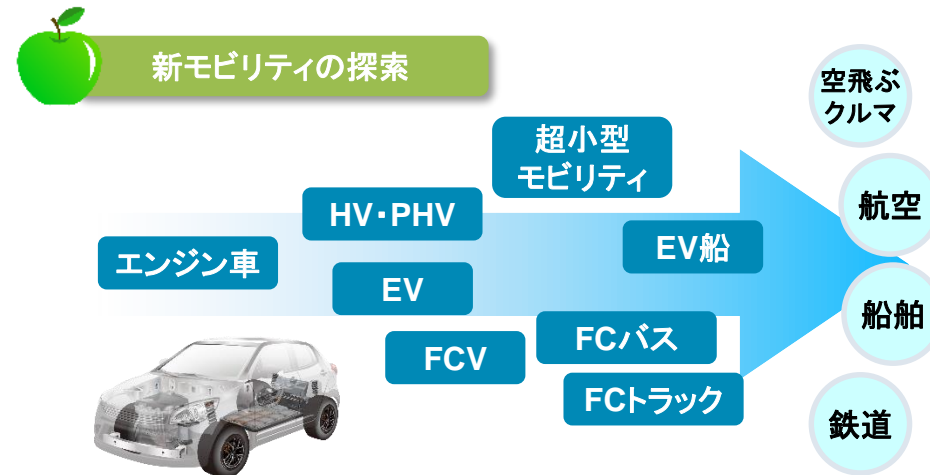 新モビリティの探索
空飛ぶ
クルマ
超小型
モビリティ
航空
HV・PHV
EV船
エンジン車
EV
船舶
FCバス
FCV
FCトラック
鉄道